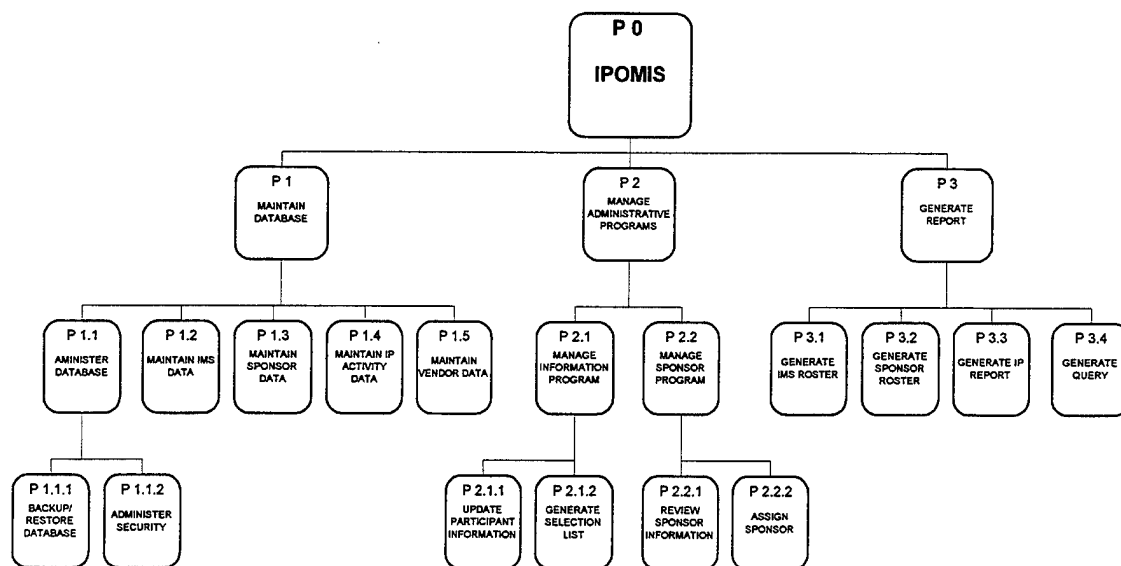 P 0
IPOMIS
P 1
MAINTAIN
DATABASE
P 2
MANAGE
ADMINISTRATIVE
PROGRAMS
P 3
GENERATE
REPORT
P 1.1
AMINISTER
DATABASE
P 1.2
MAINTAIN IMS
DATA
P 1.3
MAINTAIN
SPONSOR
DATA
P 1.4
MAINTAIN IP
ACTIVITY
DATA
P 1.5
MAINTAIN
VENDOR DATA
P 2.1
MANAGE
INFORMATION
PROGRAM
P 2.2
MANAGE
SPONSOR
PROGRAM
P 3.1
GENERATE
IMS ROSTER
P 3.2
GENERATE
SPONSOR
ROSTER
P 3.3
GENERATE IP
REPORT
P 3.4
GENERATE
QUERY
P 1.1.1
BACKUP/
RESTORE
DATABASE
P 1.1.2
ADMINISTER
SECURITY
P 2.1.1
UPDATE
PARTICIPANT
INFORMATION
P 2.1.2
GENERATE
SELECTION
LIST
P 2.2.1
REVIEW
SPONSOR
INFORMATION
P 2.2.2
ASSIGN
SPONSOR